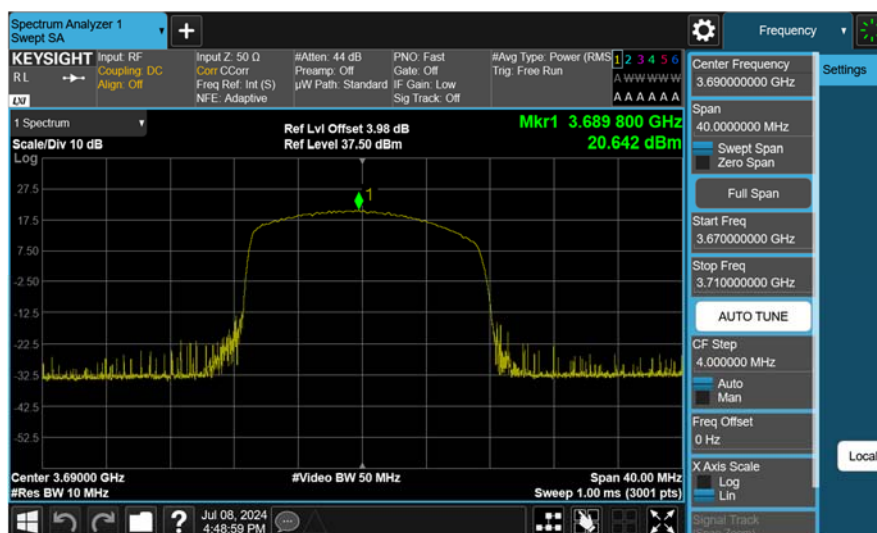 Spectrum Analyzer 1
Swept SA
+
Frequency
KEYSIGHT
RL
LXI
Input: RF
Coupling: DC
Align: Off
Input Z: 50 Ω
Corr CCorr
Freq Ref: Int (S)
NFE: Adaptive
#Atten: 44 dB
Preamp: Off
µW Path: Standard
PNO: Fast
Gate: Off
IF Gain: Low
Sig Track: Off
#Avg Type: Power (RMS
Trig: Free Run
1 2 3 4 5 6
A W W W W W
A A A A A A
1 Spectrum
Scale/Div 10 dB
Log
Ref Lvl Offset 3.98 dB
Ref Level 37.50 dBm
Mkr1 3.689 800 GHz
20.642 dBm
1
27.5
17.5
7.50
-2.50
-12.5
-22.5
-32.5
-42.5
-52.5
Center 3.69000 GHz
#Res BW 10 MHz
#Video BW 50 MHz
Span 40.00 MHz
Sweep 1.00 ms (3001 pts)
?
Jul 08, 2024
4:48:59 PM
Center Frequency
3.690000000 GHz
Span
40.0000000 MHz
Swept Span
Zero Span
Full Span
Start Freq
3.670000000 GHz
Stop Freq
3.710000000 GHz
AUTO TUNE
CF Step
4.000000 MHz
Auto
Man
Freq Offset
0 Hz
X Axis Scale
Log
Lin
Signal Track
(Span Zoom)
Settings
Local